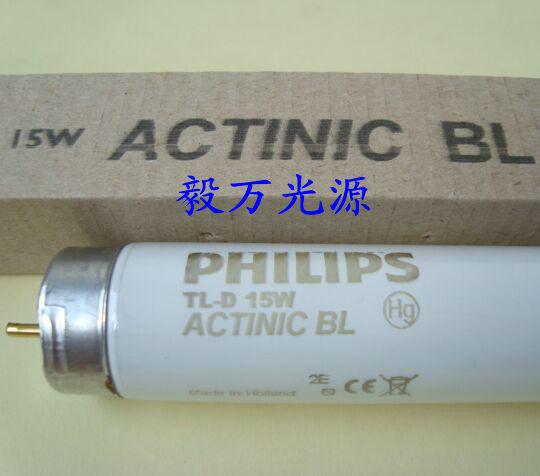 15W ACTINIC BL
毅万光源
PHILIPS
TL-D 15W
ACTINIC BL
Hg
2E
CE
Made in Holland